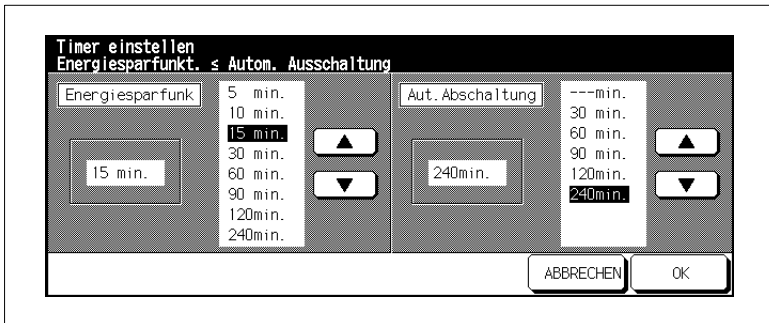 Timer einstellen
Energiesparfunkt. ≤ Autom. Ausschaltung
Energiesparfunk
15 min.
5 min.
10 min.
15 min.
30 min.
60 min.
90 min.
120min.
240min.
Aut.Abschaltung
240min.
---min.
30 min.
60 min.
90 min.
120min.
240min.
ABBRECHEN
OK